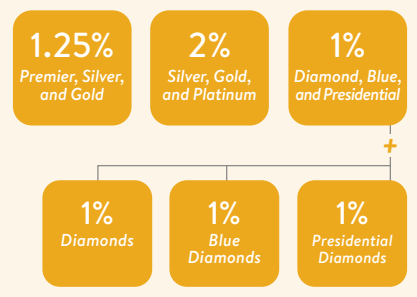 1.25%
Premier, Silver,
and Gold
2%
Silver, Gold,
and Platinum
1%
Diamond, Blue,
and Presidential
+
1%
Diamonds
1%
Blue
Diamonds
1%
Presidential
Diamonds